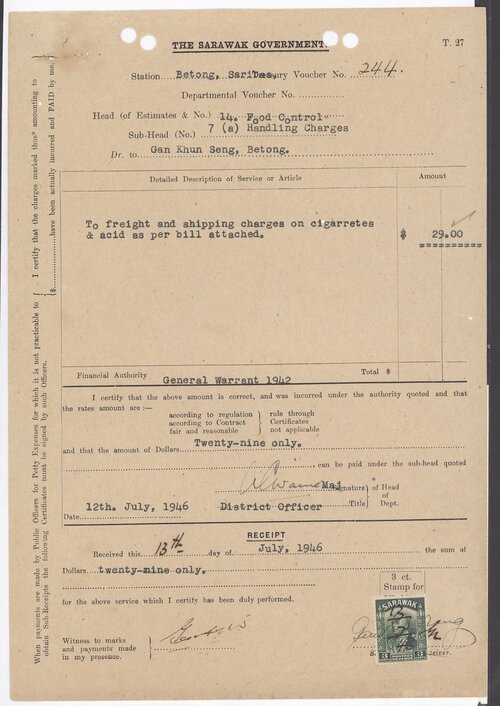 THE SARAWAK GOVERNMENT.
T. 27
Station Betong, Saribas, Treasury Voucher No. 244.
Departmental Voucher No.
Head (of Estimates & No.) 14. Food Control
Sub-Head (No.) 7 (a) Handling Charges
Dr. to Gan Khun Seng, Betong.
Detailed Description of Service or Article
Amount
To freight and shipping charges on cigarretes
& acid as per bill attached.
$ 29.00
Financial Authority General Warrant 1942
Total $
I certify that the above amount is correct, and was incurred under the authority quoted and that
the rates amount are :—
according to regulation
according to Contract
fair and reasonable
rule through
Certificates
not applicable
and that the amount of Dollars Twenty-nine only.
can be paid under the sub-head quoted
Maj
Signature
of Head
of
Dept.
Date 12th. July, 1946
District Officer
Title
RECEIPT
Received this 13th day of July, 1946 the sum of
Dollars twenty-nine only.
for the above service which I certify has been duly performed.
3 ct.
Stamp for
SARAWAK
13
7
46
Witness to marks
and payments made
in my presence.
When payments are made by Public Officers for Petty Expenses for which it is not practicable to
obtain Sub-Receipts the following Certificates must be signed by such Officers.
I certify that the charges marked thus* amounting to
$ have been actually incurred and PAID by me.